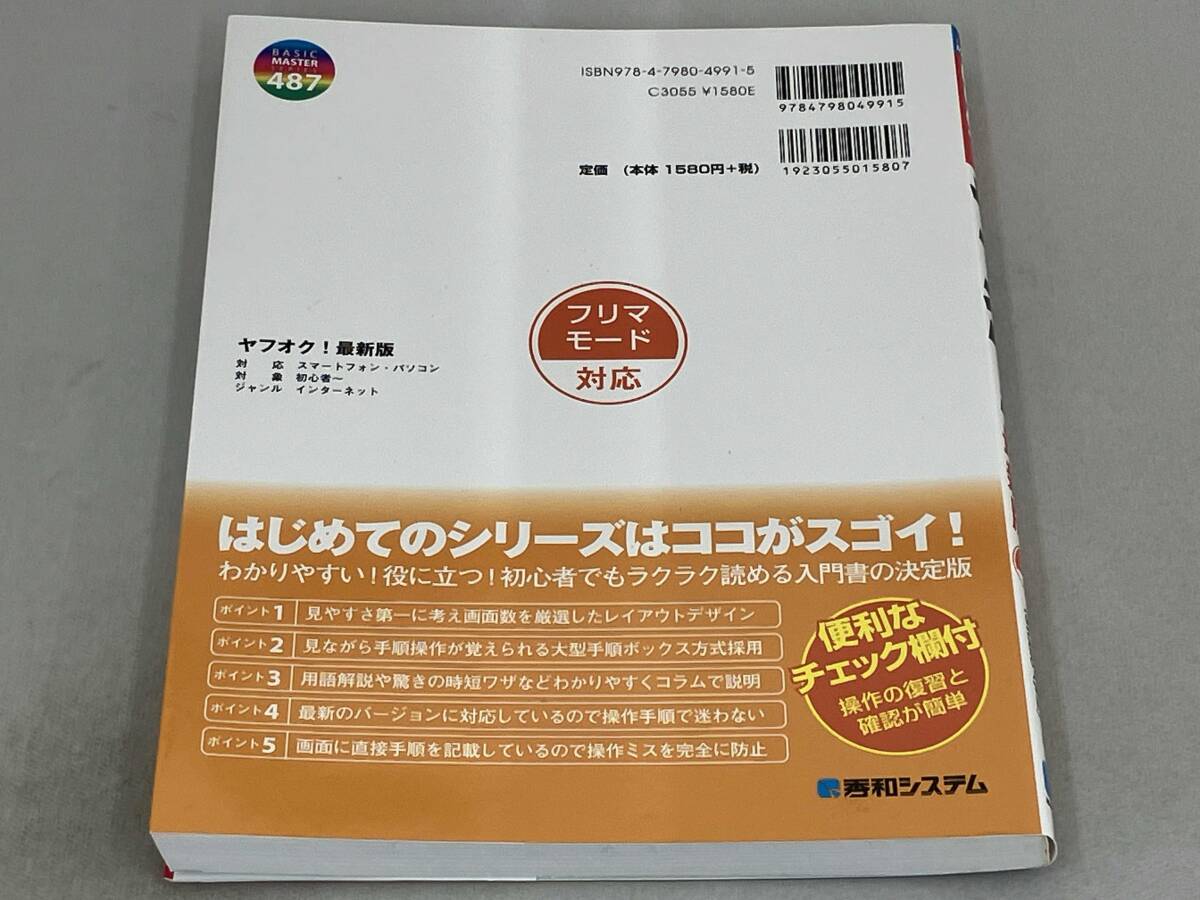 BASIC
MASTER
SERIES
487
ISBN978-4-7980-4991-5
C3055 ¥1580E
9784798049915
定価 (本体 1580円+税)
1923055015807
フリマ
モード
対応
ヤフオク!最新版
対 応 スマートフォン・パソコン
対 象 初心者～
ジャンル インターネット
はじめてのシリーズはココがスゴイ!
わかりやすい!役に立つ!初心者でもラクラク読める入門書の決定版
ポイント1 見やすさ第一に考え画面数を厳選したレイアウトデザイン
ポイント2 見ながら手順操作が覚えられる大型手順ボックス方式採用
ポイント3 用語解説や驚きの時短ワザなどわかりやすくコラムで説明
ポイント4 最新のバージョンに対応しているので操作手順で迷わない
ポイント5 画面に直接手順を記載しているので操作ミスを完全に防止
便利な
チェック欄付
操作の復習と
確認が簡単
秀和システム